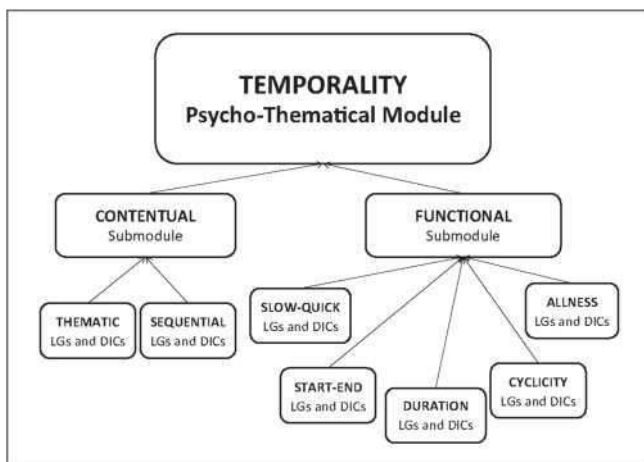 TEMPORALITY
Psycho-Thematical Module
CONTENTUAL
Submodule
FUNCTIONAL
Submodule
THEMATIC
LGs and DICs
SEQUENTIAL
LGs and DICs
SLOW-QUICK
LGs and DICs
START-END
LGs and DICs
DURATION
LGs and DICs
CYCLICITY
LGs and DICs
ALLNESS
LGs and DICs